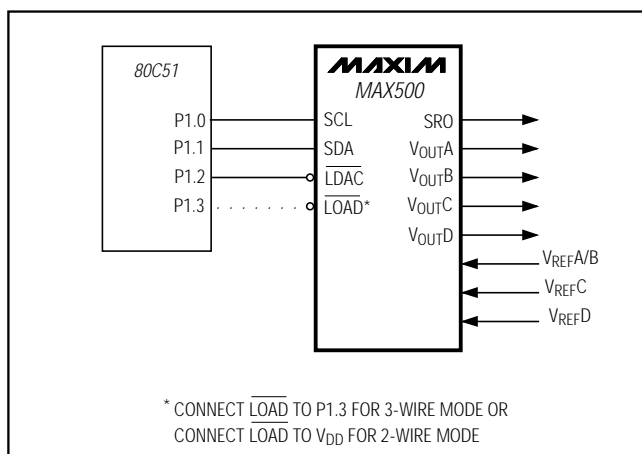 80C51
MAXIM
MAX500
P1.0
SCL
SRO
P1.1
SDA
VOUTA
P1.2
LDAC
VOUTB
P1.3
LOAD*
VOUTC
VOUTD
VREFA/B
VREFC
VREFD
* CONNECT LOAD TO P1.3 FOR 3-WIRE MODE OR
CONNECT LOAD TO VDD FOR 2-WIRE MODE